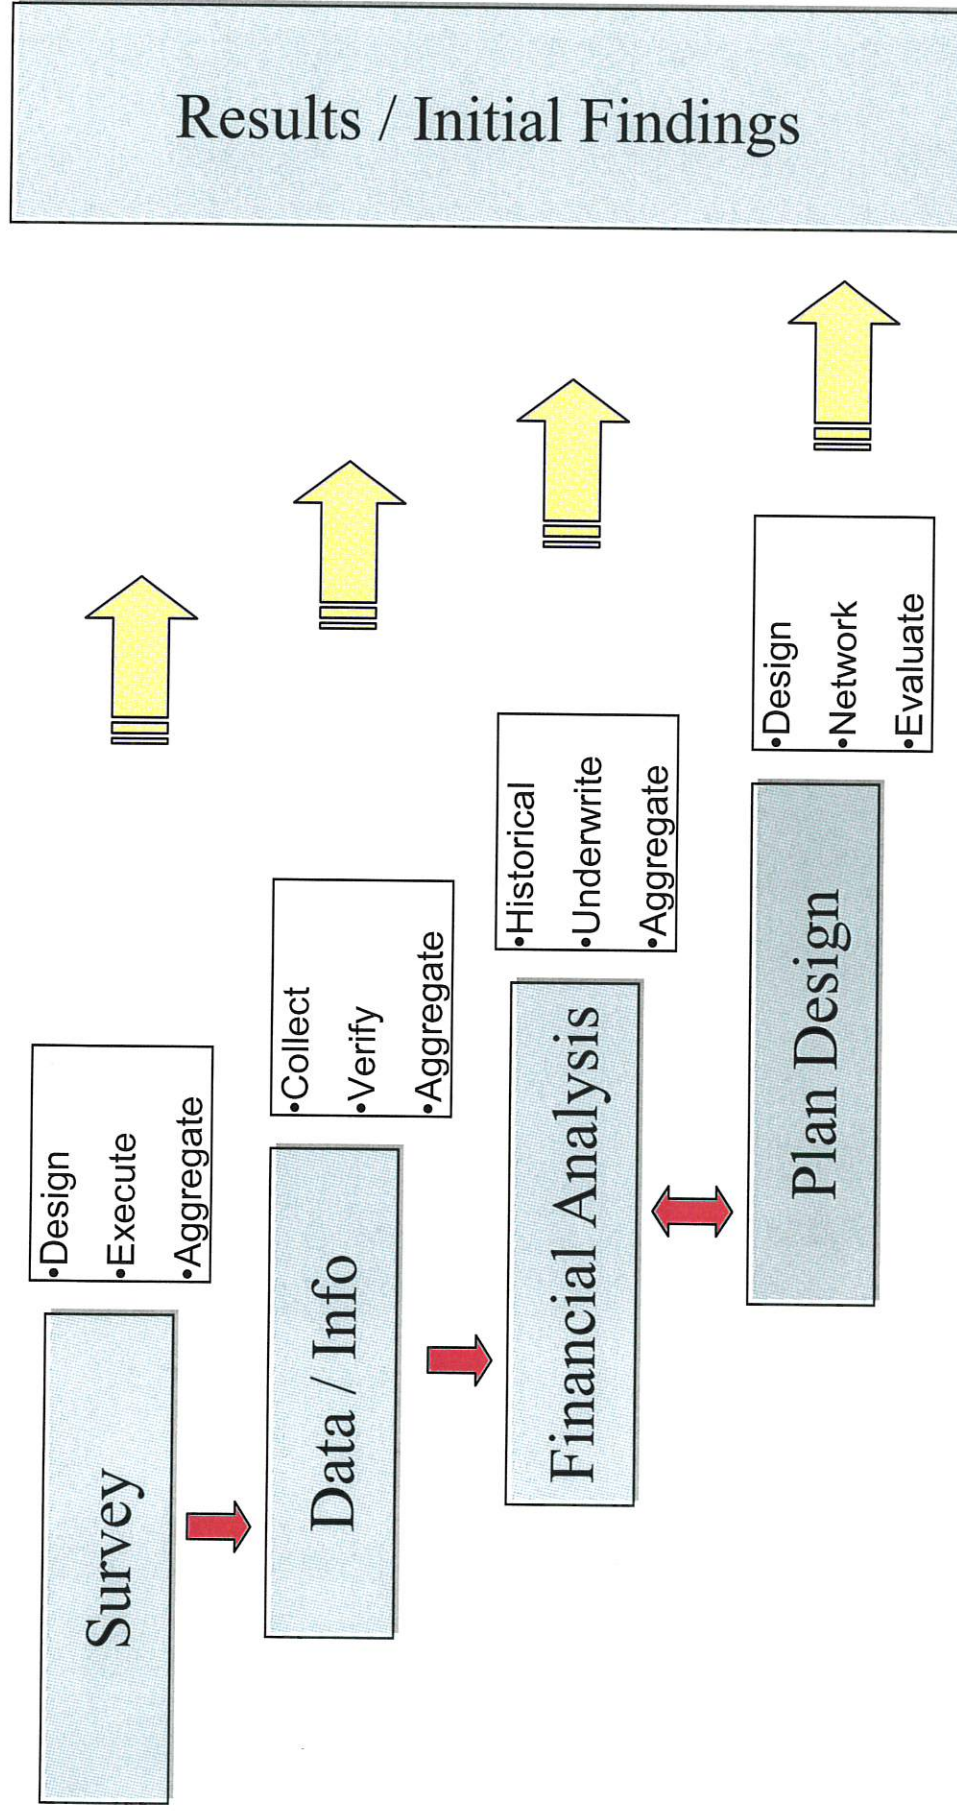 Survey
•Design
•Execute
•Aggregate
Data / Info
•Collect
•Verify
•Aggregate
Financial Analysis
•Historical
•Underwrite
•Aggregate
Plan Design
•Design
•Network
•Evaluate
Results / Initial Findings